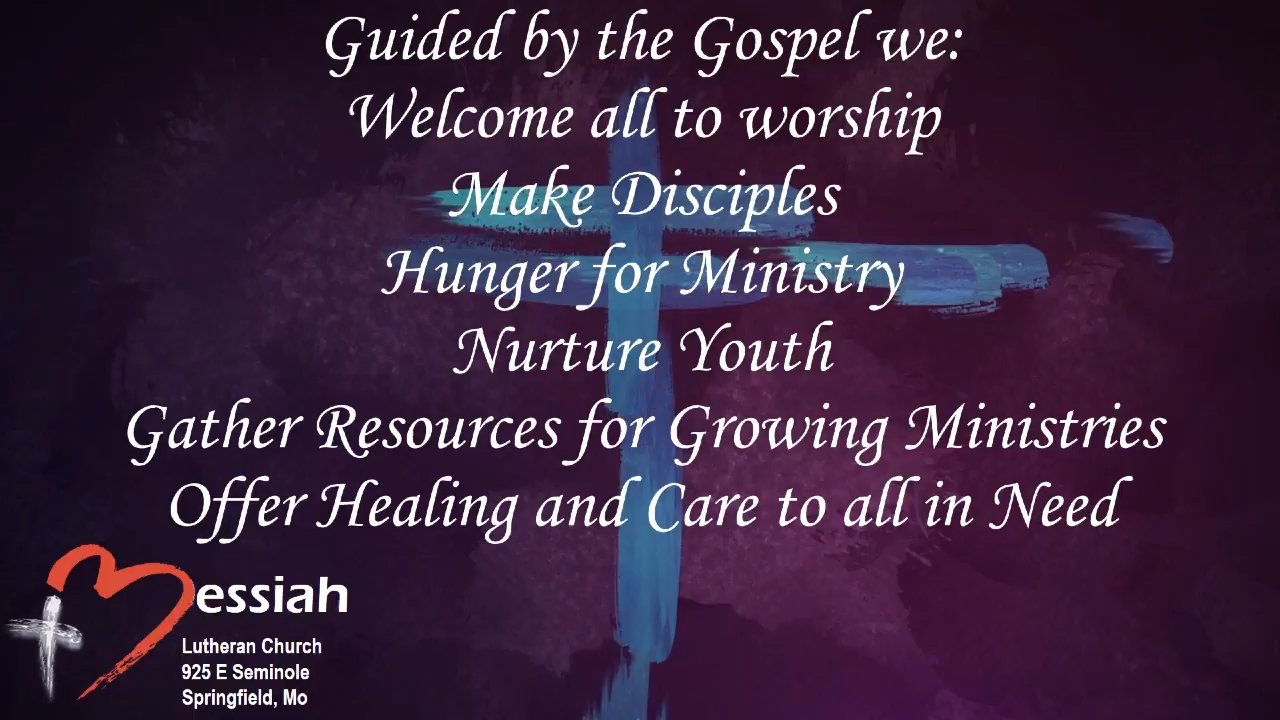 Guided by the Gospel we:
Welcome all to worship
Make Disciples
Hunger for Ministry
Nurture Youth
Gather Resources for Growing Ministries
Offer Healing and Care to all in Need
Messiah
Lutheran Church
925 E Seminole
Springfield, Mo